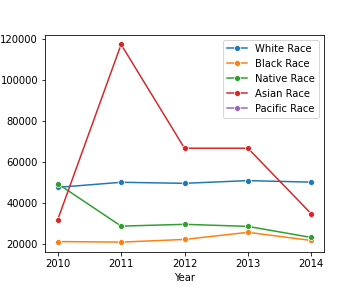 120000
100000
80000
60000
40000
20000
White Race
Black Race
Native Race
Asian Race
Pacific Race
2010 2011 2012 2013 2014
Year